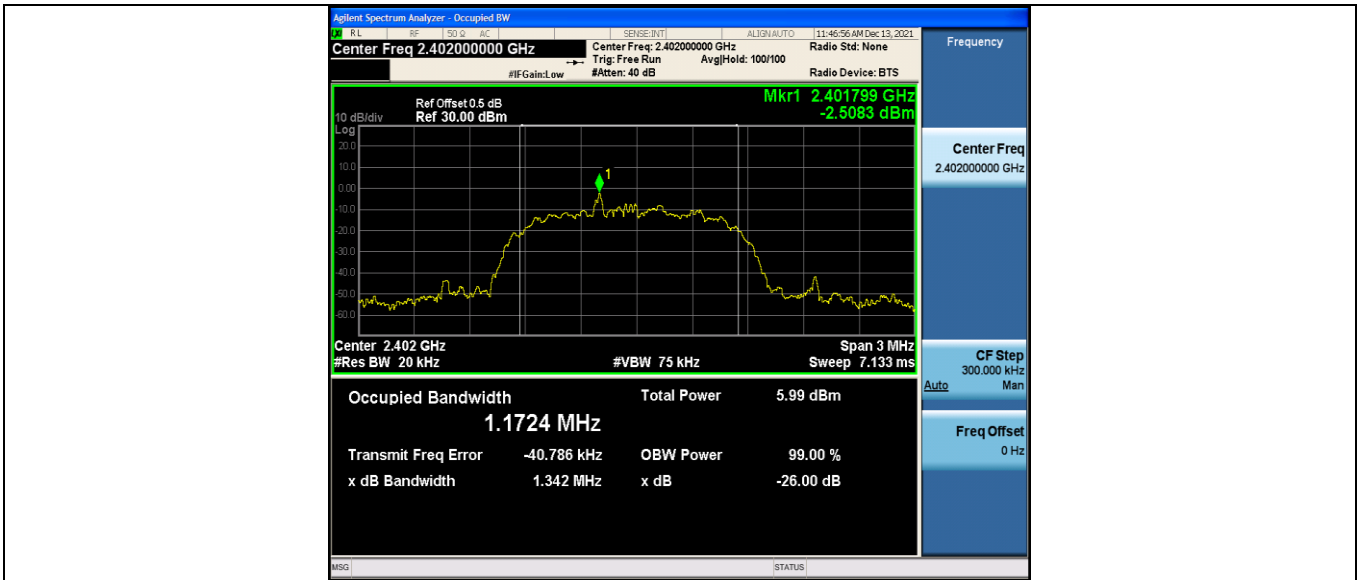 Agilent Spectrum Analyzer - Occupied BW
LXI RL RF 50 Ω AC SENSE:INT ALIGNAUTO 11:46:56 AM Dec 13, 2021
Center Freq 2.402000000 GHz Center Freq: 2.402000000 GHz Radio Std: None
Trig: Free Run Avg|Hold: 100/100
#IFGain:Low #Atten: 40 dB Radio Device: BTS
Mkr1 2.401799 GHz
Ref Offset 0.5 dB
10 dB/div Ref 30.00 dBm -2.5083 dBm
Log
20.0
10.0
1
0.00
-10.0
-20.0
-30.0
-40.0
-50.0
-60.0
Center 2.402 GHz Span 3 MHz
#Res BW 20 kHz #VBW 75 kHz Sweep 7.133 ms
Occupied Bandwidth Total Power 5.99 dBm
1.1724 MHz
Transmit Freq Error -40.786 kHz OBW Power 99.00 %
x dB Bandwidth 1.342 MHz x dB -26.00 dB
MSG STATUS
Frequency
Center Freq
2.402000000 GHz
CF Step
300.000 kHz
Auto Man
Freq Offset
0 Hz